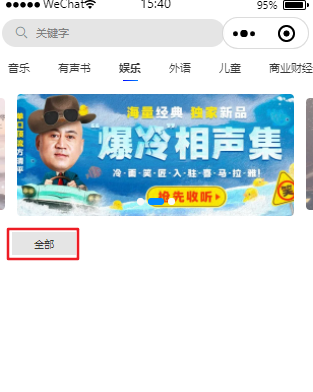 WeChat 15:40 95%
关键字
音乐 有声书 娱乐 外语 儿童 商业财经
海量经典 独家新品
爆冷相声集
冷·面·笑·匠·入·驻·喜·马·拉·雅!
抢先收听
全部